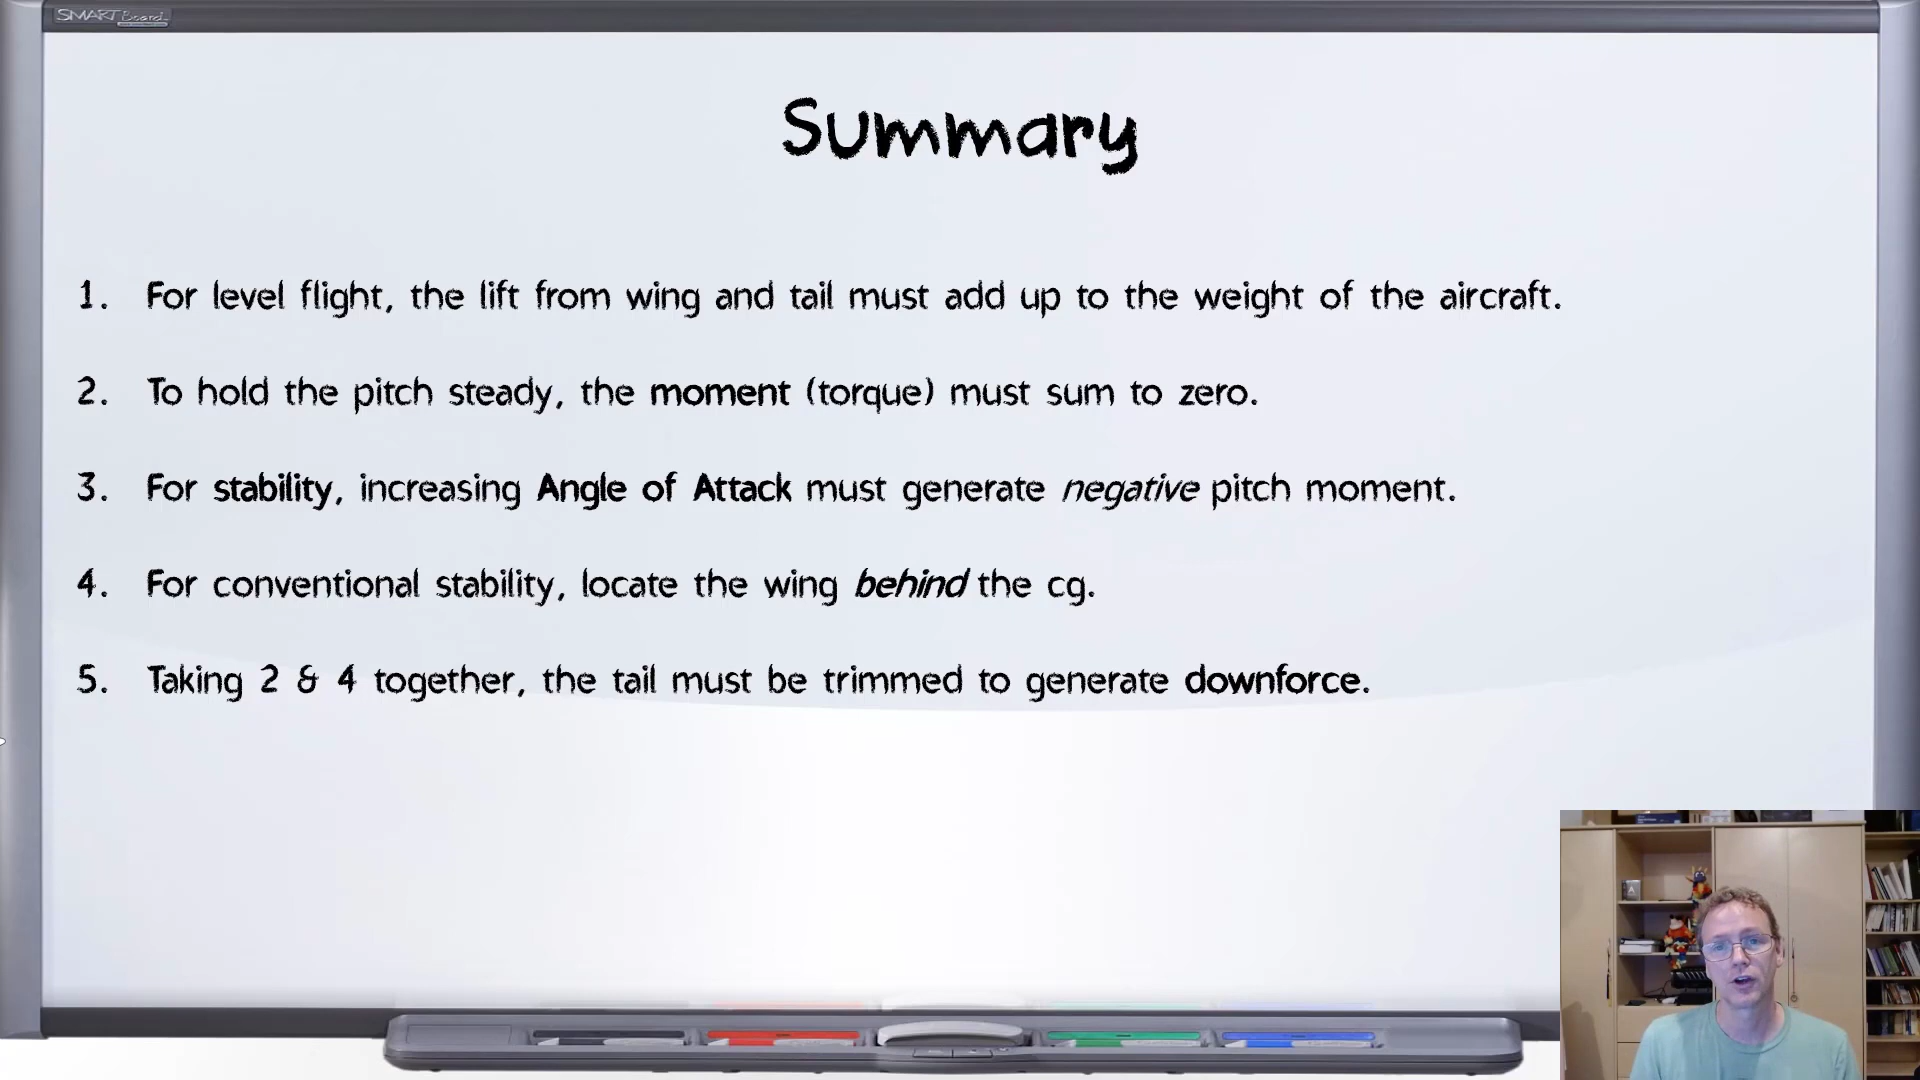 SMART Board
Summary
1. For level flight, the lift from wing and tail must add up to the weight of the aircraft.
2. To hold the pitch steady, the moment (torque) must sum to zero.
3. For stability, increasing Angle of Attack must generate negative pitch moment.
4. For conventional stability, locate the wing behind the cg.
5. Taking 2 & 4 together, the tail must be trimmed to generate downforce.